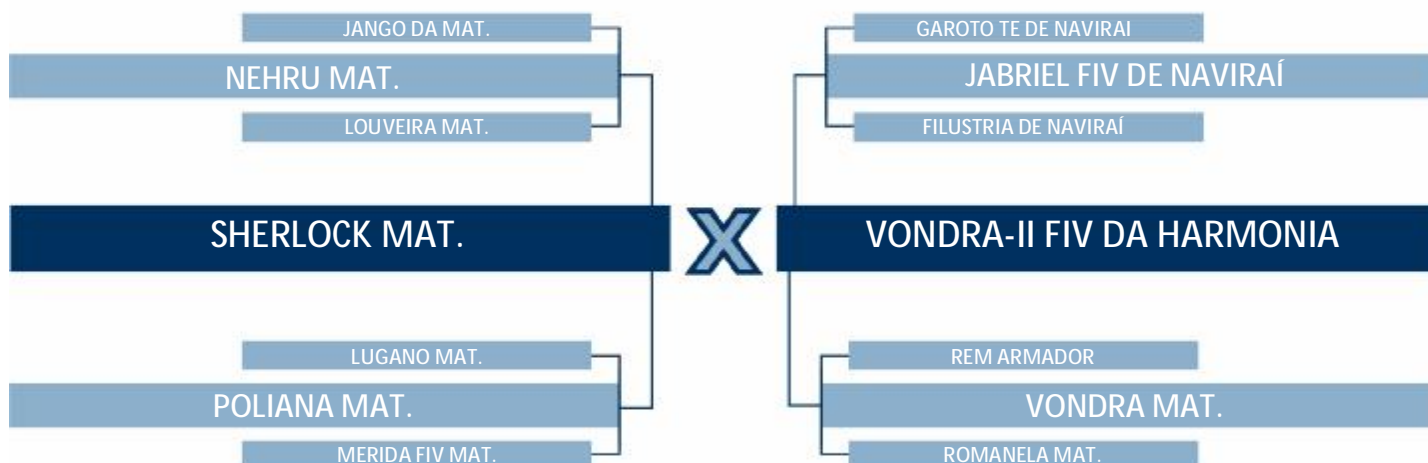 JANGO DA MAT.
NEHRU MAT.
LOUVEIRA MAT.
SHERLOCK MAT.
LUGANO MAT.
POLIANA MAT.
MERIDA FIV MAT.
X
GAROTO TE DE NAVIRAI
JABRIEL FIV DE NAVIRAÍ
FILUSTRIA DE NAVIRAÍ
VONDRA-II FIV DA HARMONIA
REM ARMADOR
VONDRA MAT.
ROMANELA MAT.